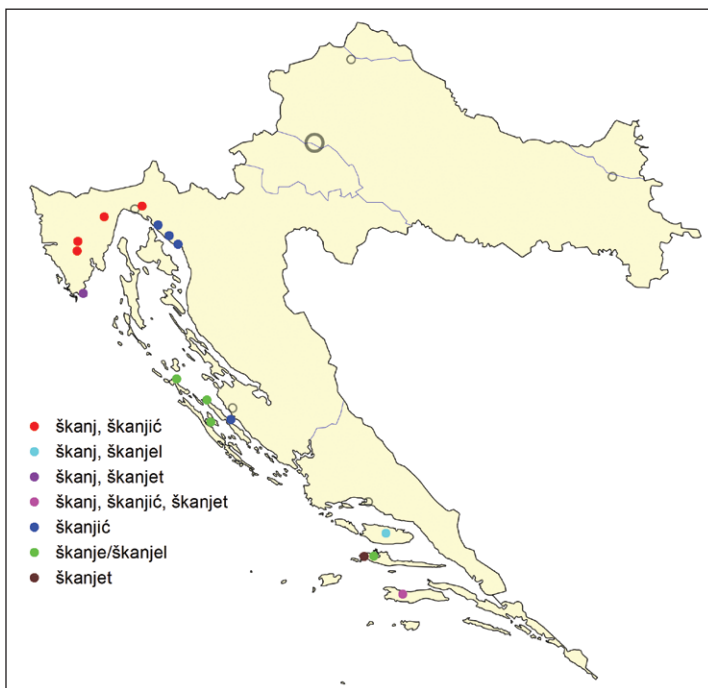 škanj, škanjić
škanj, škanjel
škanj, škanjet
škanj, škanjić, škanjet
škanjić
škanje/škanjel
škanjet